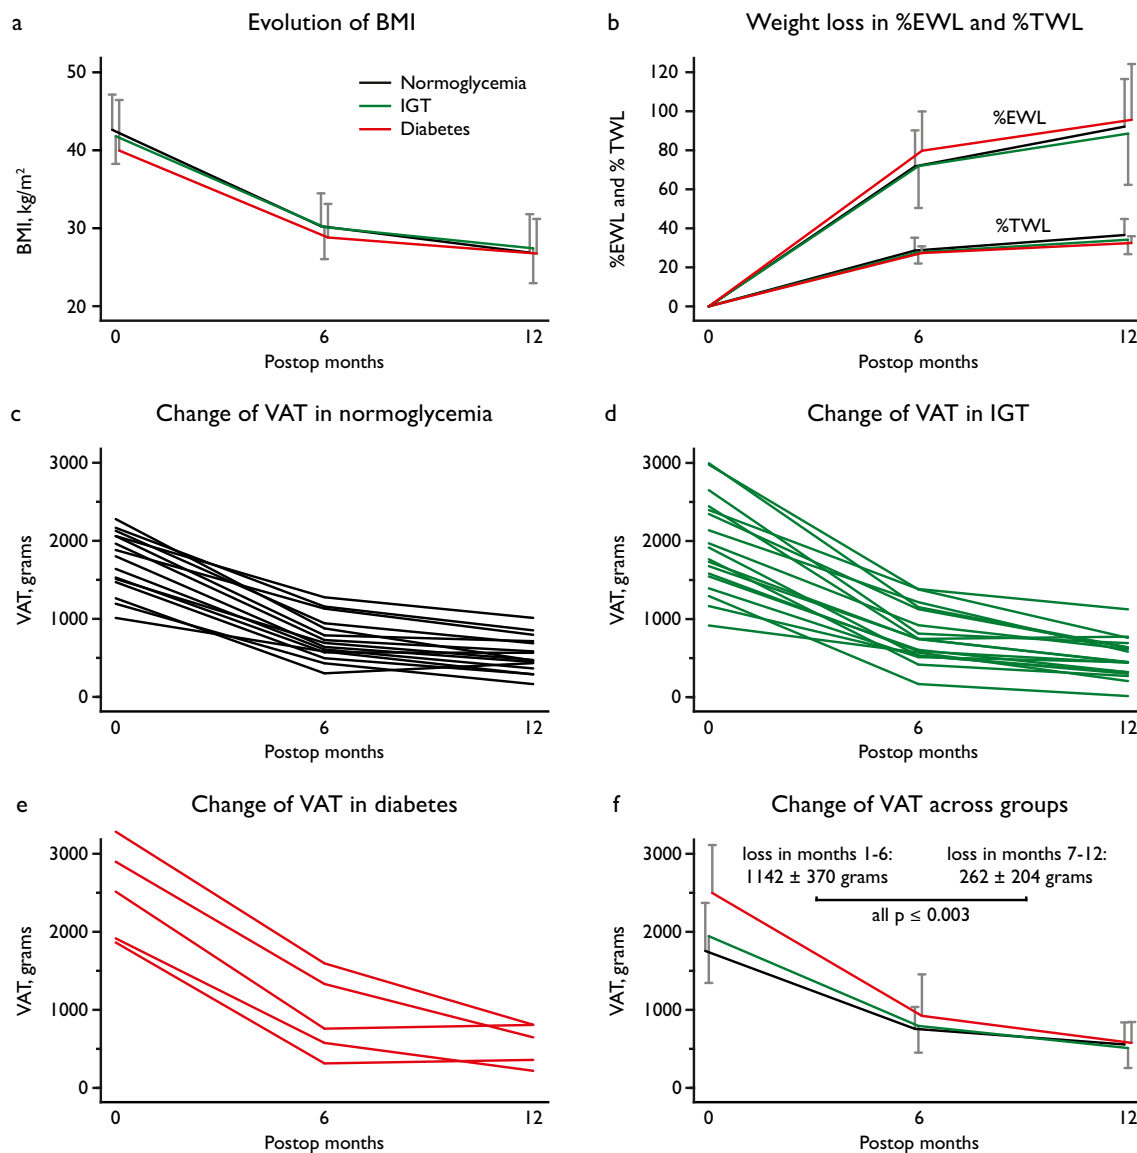 a Evolution of BMI
50
40
30
20
BMI, kg/m²
Normoglycemia
IGT
Diabetes
0 6 12
Postop months
b Weight loss in %EWL and %TWL
120
100
80
60
40
20
0
%EWL and % TWL
%EWL
%TWL
0 6 12
Postop months
c Change of VAT in normoglycemia
3000
2000
1000
0
VAT, grams
0 6 12
Postop months
d Change of VAT in IGT
3000
2000
1000
0
VAT, grams
0 6 12
Postop months
e Change of VAT in diabetes
3000
2000
1000
0
VAT, grams
0 6 12
Postop months
f Change of VAT across groups
3000
2000
1000
0
VAT, grams
loss in months 1-6:
1142 ± 370 grams
loss in months 7-12:
262 ± 204 grams
all p ≤ 0.003
0 6 12
Postop months